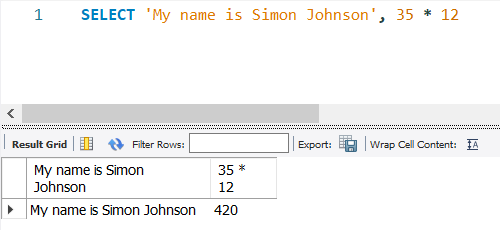 1 SELECT 'My name is Simon Johnson', 35 * 12
Result Grid Filter Rows: Export: Wrap Cell Content: IA
My name is Simon 35 *
Johnson 12
My name is Simon Johnson 420